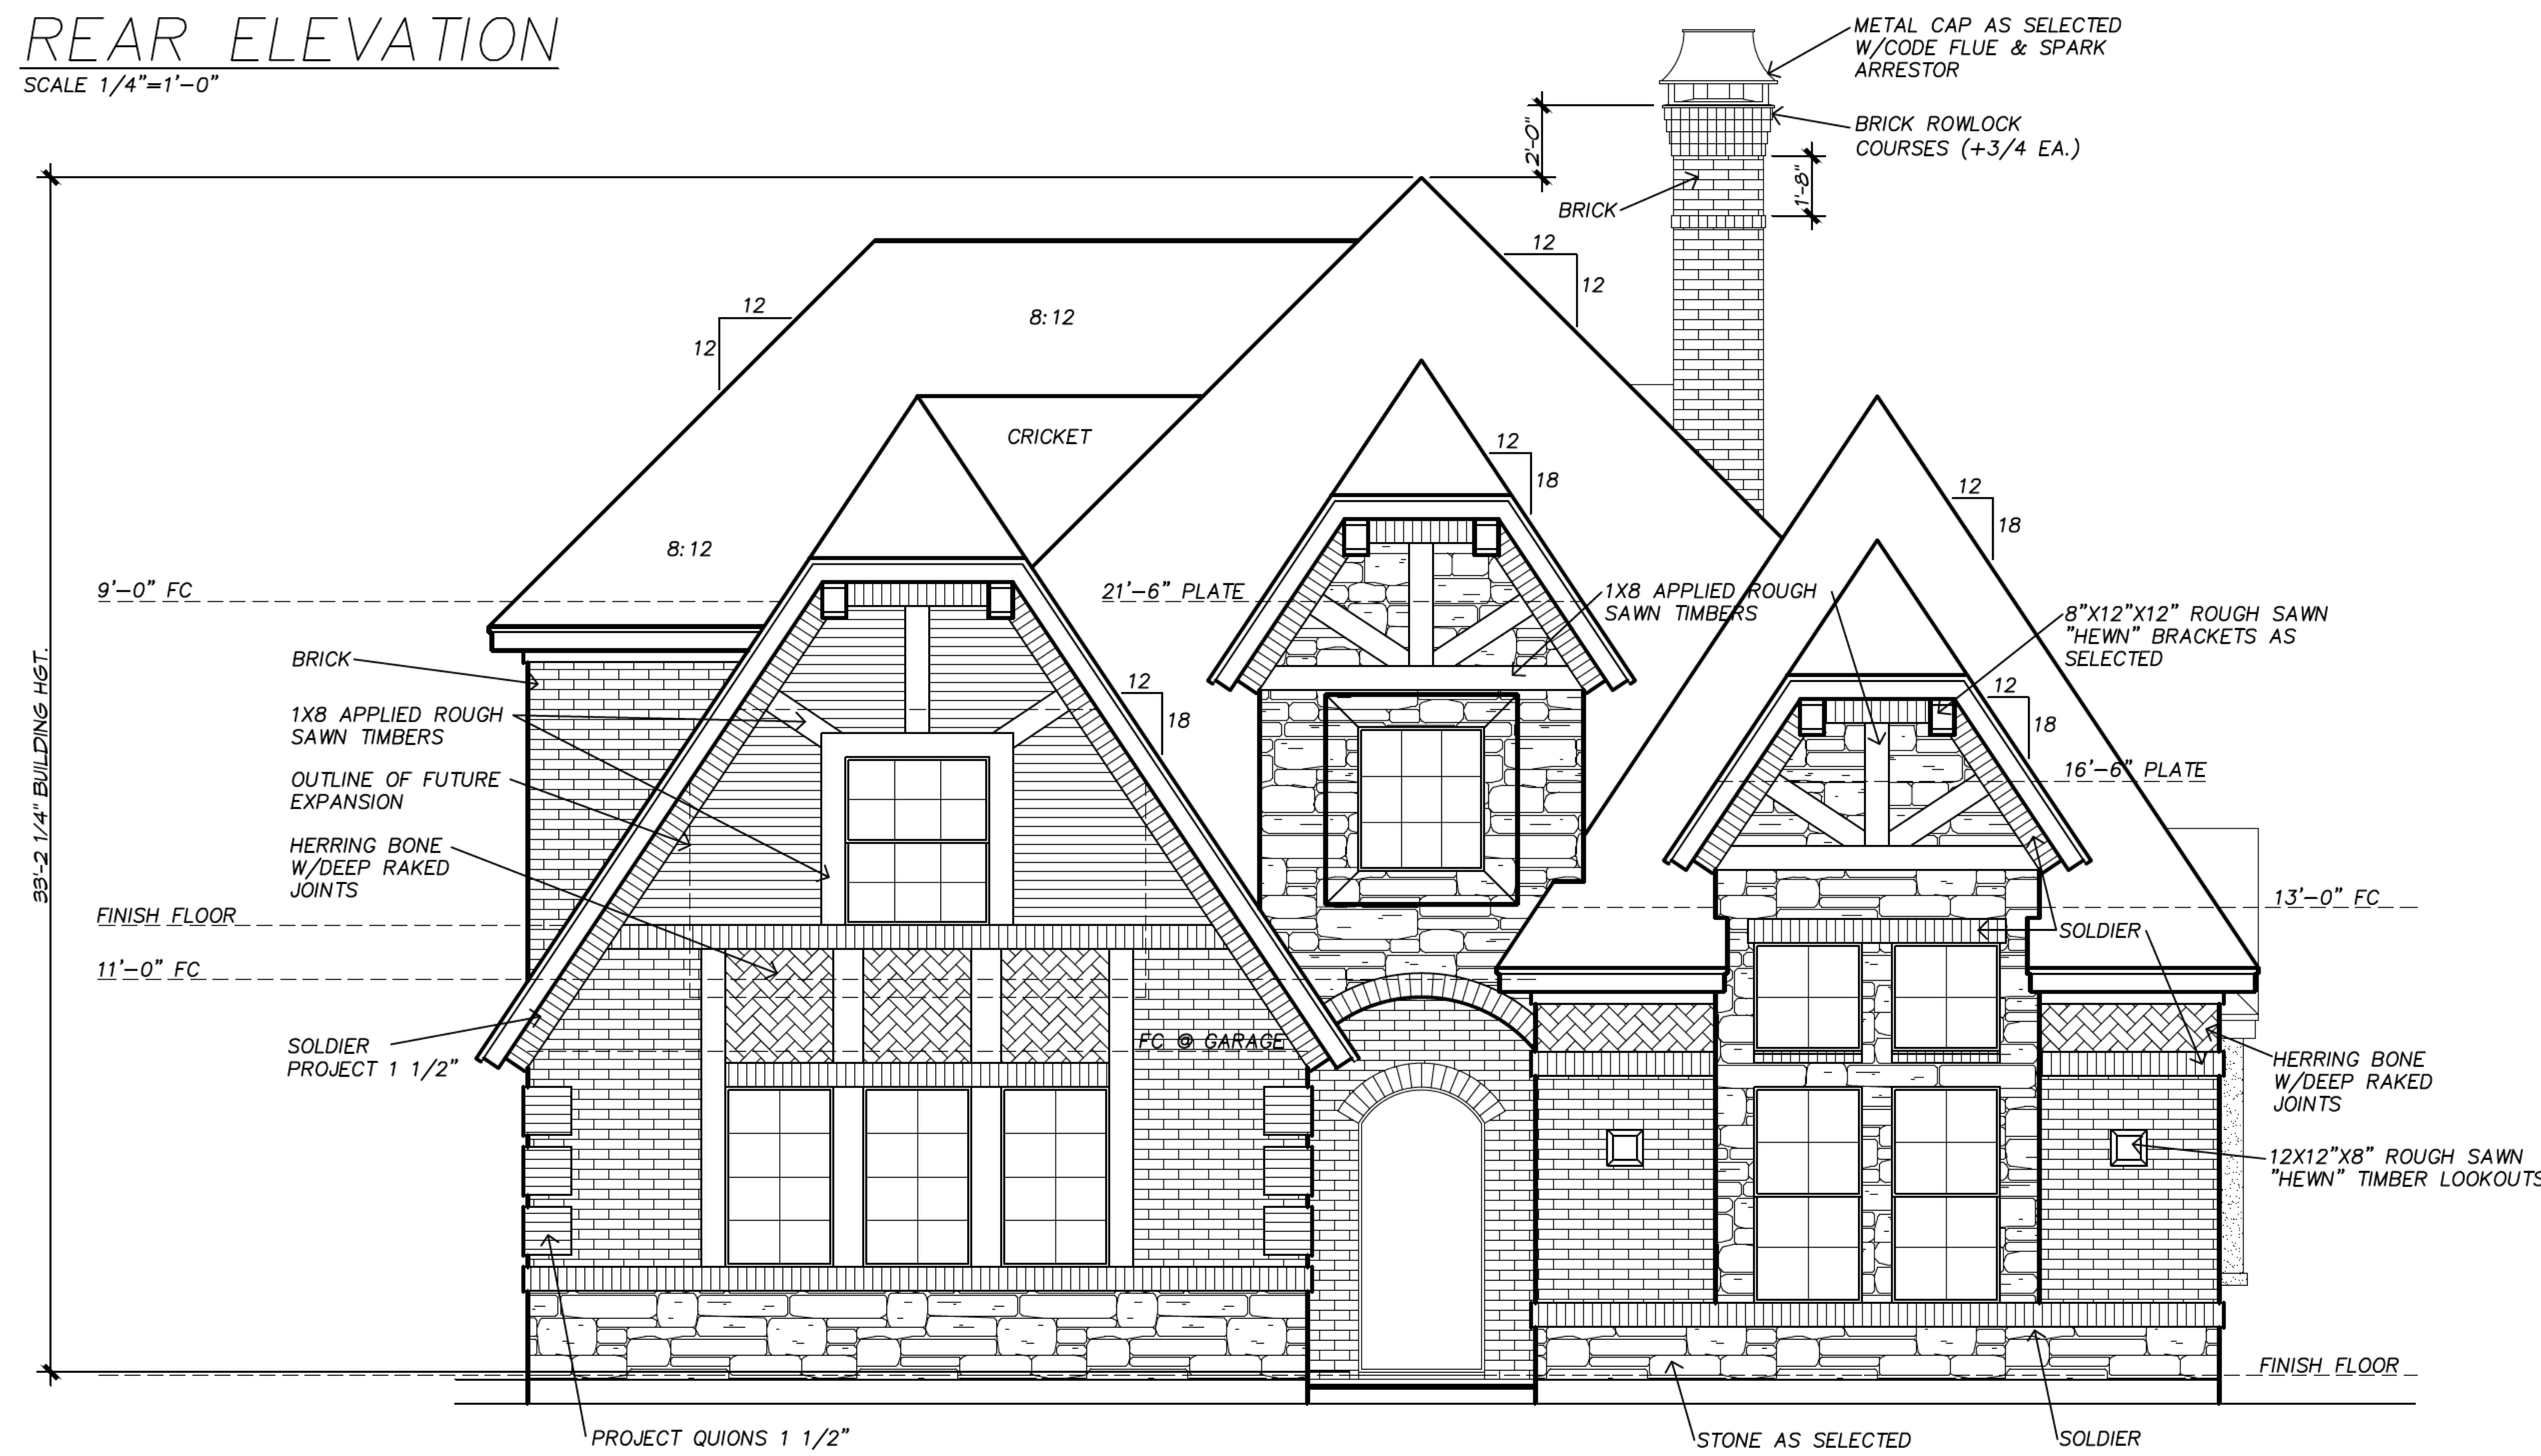 REAR ELEVATION
SCALE 1/4"=1'-0"
METAL CAP AS SELECTED
W/CODE FLUE & SPARK
ARRESTOR
BRICK ROWLOCK
COURSES (+3/4 EA.)
2'-0"
1'-8"
BRICK
12
12
12
12
8:12
CRICKET
12
18
12
18
8:12
9'-0" FC
21'-6" PLATE
1X8 APPLIED ROUGH
SAWN TIMBERS
8"X12"X12" ROUGH SAWN
"HEWN" BRACKETS AS
SELECTED
33'-2 1/4" BUILDING HGT.
BRICK
12
18
12
18
1X8 APPLIED ROUGH
SAWN TIMBERS
16'-6" PLATE
OUTLINE OF FUTURE
EXPANSION
HERRING BONE
W/DEEP RAKED
JOINTS
13'-0" FC
FINISH FLOOR
SOLDIER
11'-0" FC
SOLDIER
PROJECT 1 1/2"
FC @ GARAGE
HERRING BONE
W/DEEP RAKED
JOINTS
12X12"X8" ROUGH SAWN
"HEWN" TIMBER LOOKOUTS
FINISH FLOOR
PROJECT QUIONS 1 1/2"
STONE AS SELECTED
SOLDIER